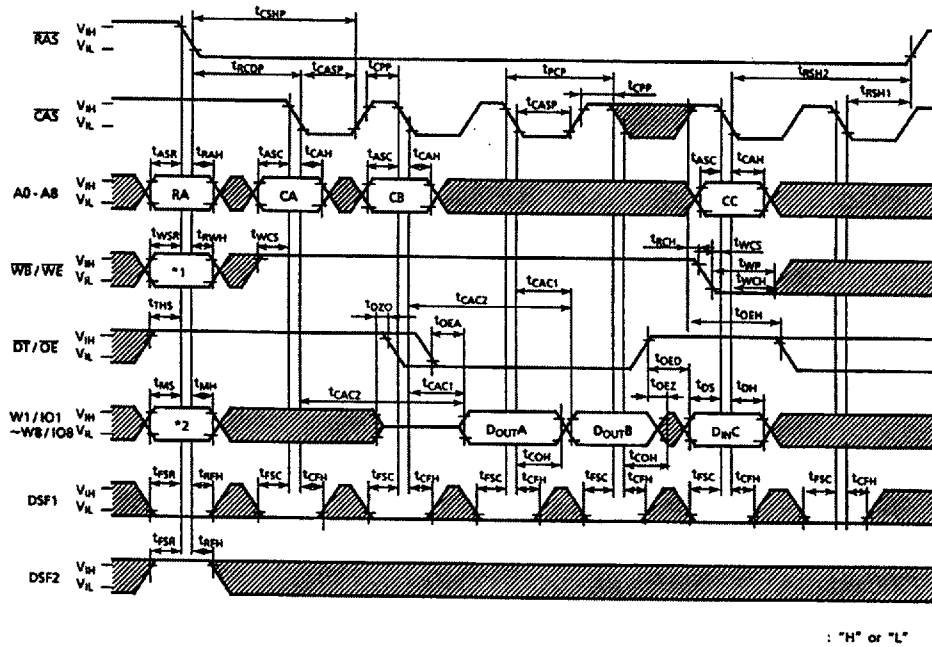 tCSHP
RAS VIH VIL
tRCDP tCASP tCPP tPCP tCPP tRSH2
CAS VIH VIL
tCASP tRSH1
tASR tRAH tASC tCAH tASC tCAH tASC tCAH
A0 - A8 VIH VIL RA CA CB CC
tWSR tRWH tWCS tRCH tWCS
WB / WE VIH VIL *1 tWP
tWCH
tCAC1
tCAC2
tTHS tDZO tOEA tOEH
DT / OE VIH VIL
tOED
tMS tMH tCAC2 tCAC1 tOEZ tDS tDH
W1 / IO1 VIH
~W8 / IO8 VIL *2 DOUTA DOUTB DINC
tCOH tCOH
tFSR tRFH tFSC tCFH tFSC tCFH tFSC tCFH tFSC tCFH tFSC tCFH tFSC tCFH
DSF1 VIH VIL
tFSR tRFH
DSF2 VIH VIL
: "H" or "L"